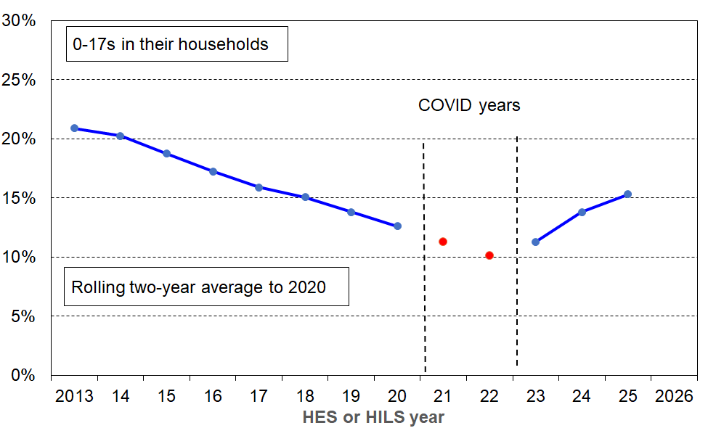 30%
0-17s in their households
25%
COVID years
20%
15%
10%
Rolling two-year average to 2020
5%
0%
2013 14 15 16 17 18 19 20 21 22 23 24 25 2026
HES or HILS year